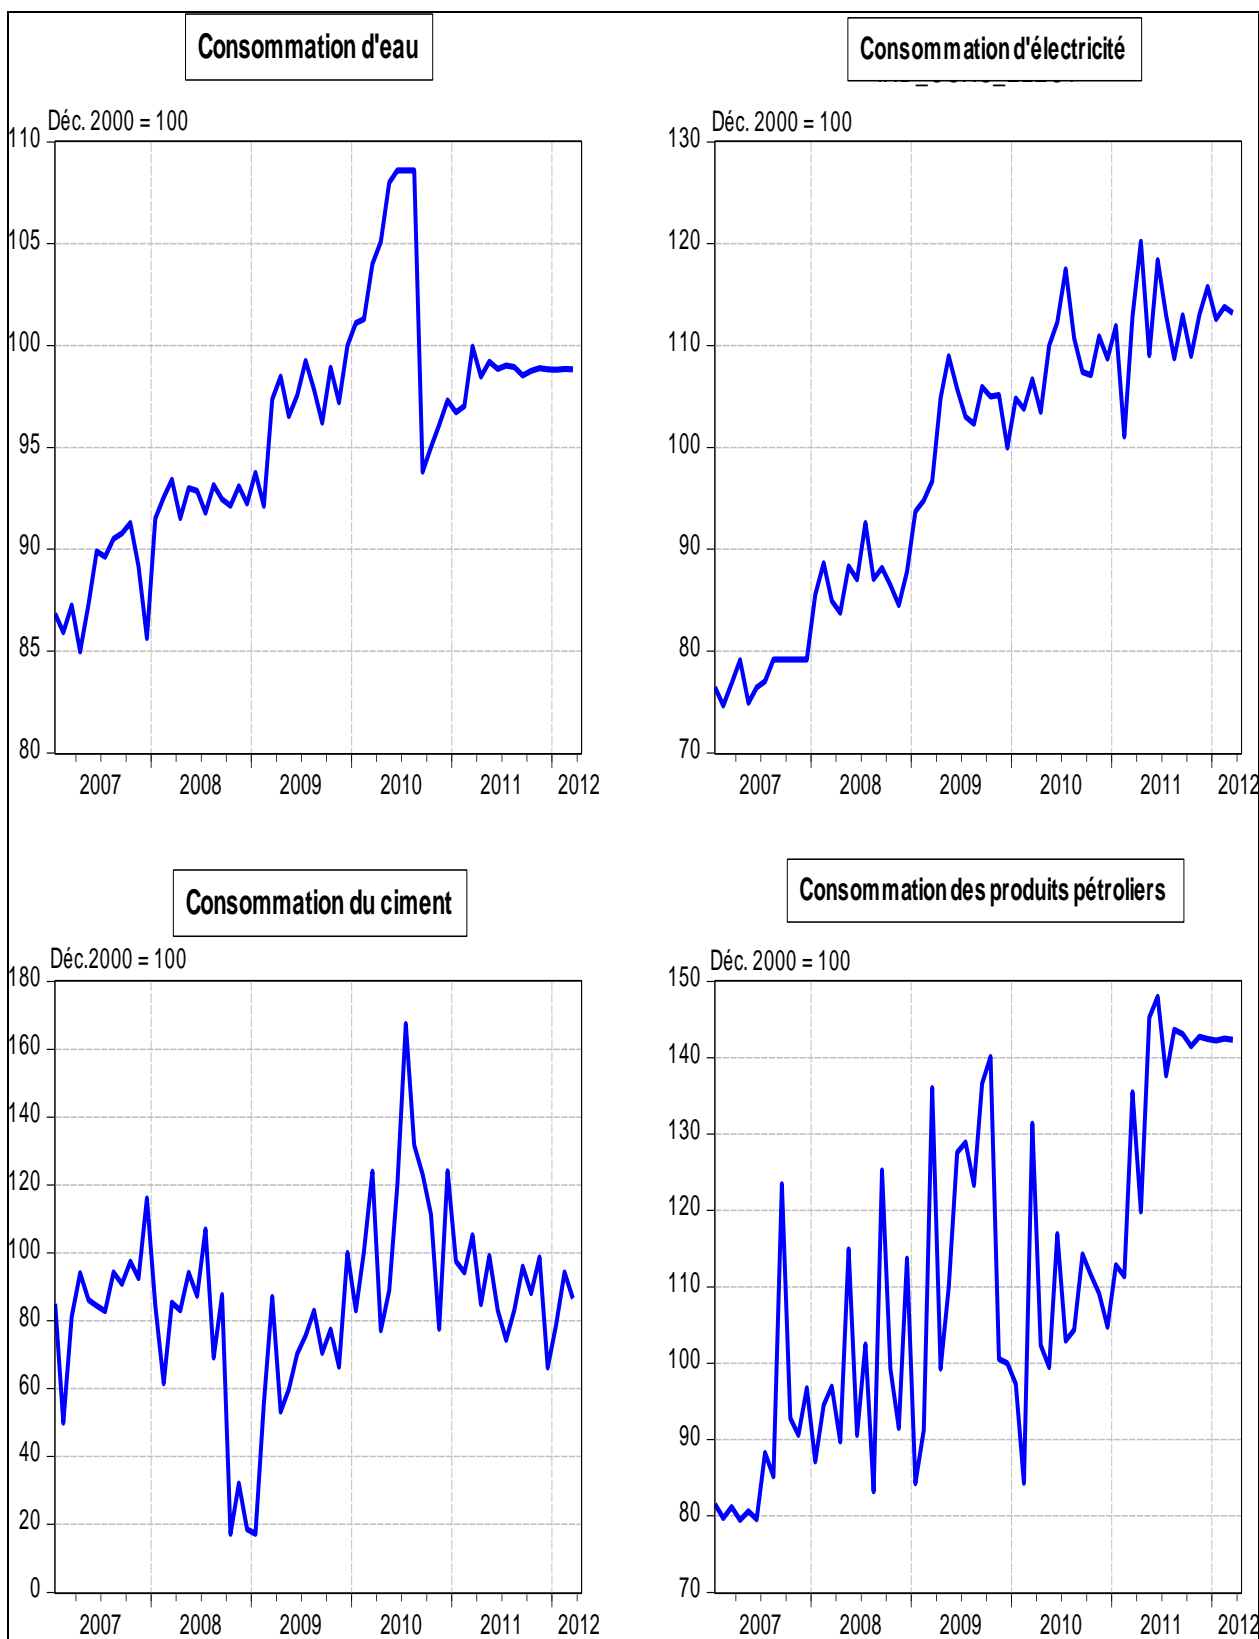 Consommation d'eau
Déc. 2000 = 100
110
105
100
95
90
85
80
2007 2008 2009 2010 2011 2012
Consommation d'électricité
Déc. 2000 = 100
130
120
110
100
90
80
70
2007 2008 2009 2010 2011 2012
Consommation du ciment
Déc.2000 = 100
180
160
140
120
100
80
60
40
20
0
2007 2008 2009 2010 2011 2012
Consommation des produits pétroliers
Déc. 2000 = 100
150
140
130
120
110
100
90
80
70
2007 2008 2009 2010 2011 2012